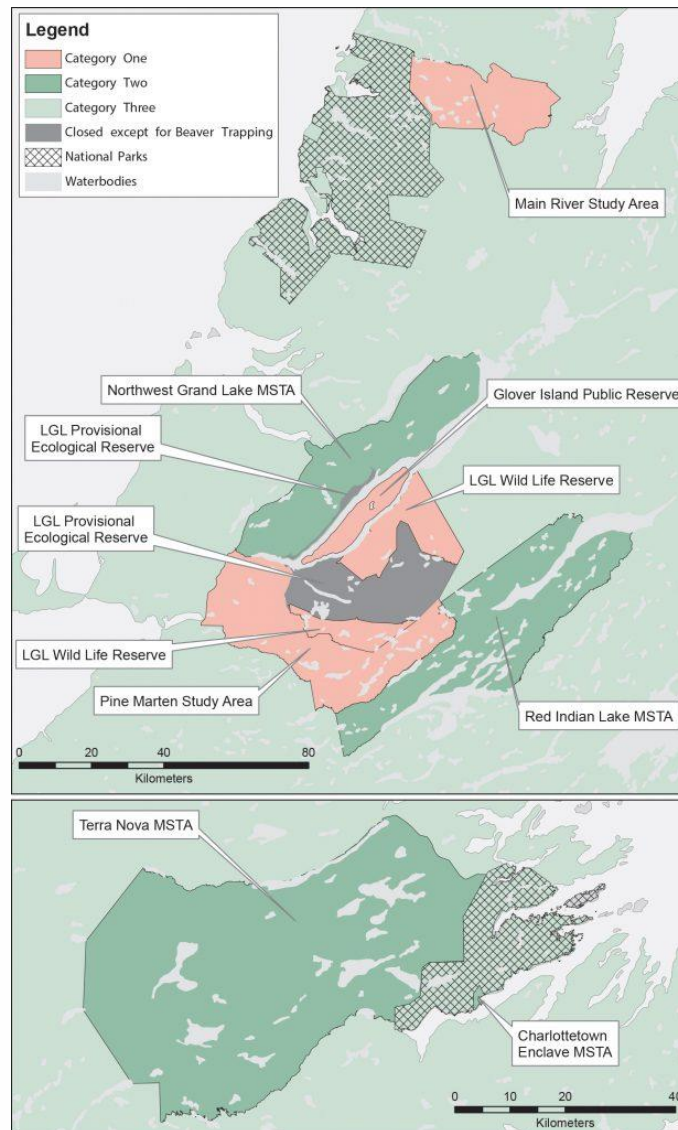 Legend
Category One
Category Two
Category Three
Closed except for Beaver Trapping
National Parks
Waterbodies
Main River Study Area
Northwest Grand Lake MSTA
Glover Island Public Reserve
LGL Provisional
Ecological Reserve
LGL Wild Life Reserve
LGL Provisional
Ecological Reserve
LGL Wild Life Reserve
Pine Marten Study Area
Red Indian Lake MSTA
0 20 40 80
Kilometers
Terra Nova MSTA
Charlottetown
Enclave MSTA
0 10 20 40
Kilometers